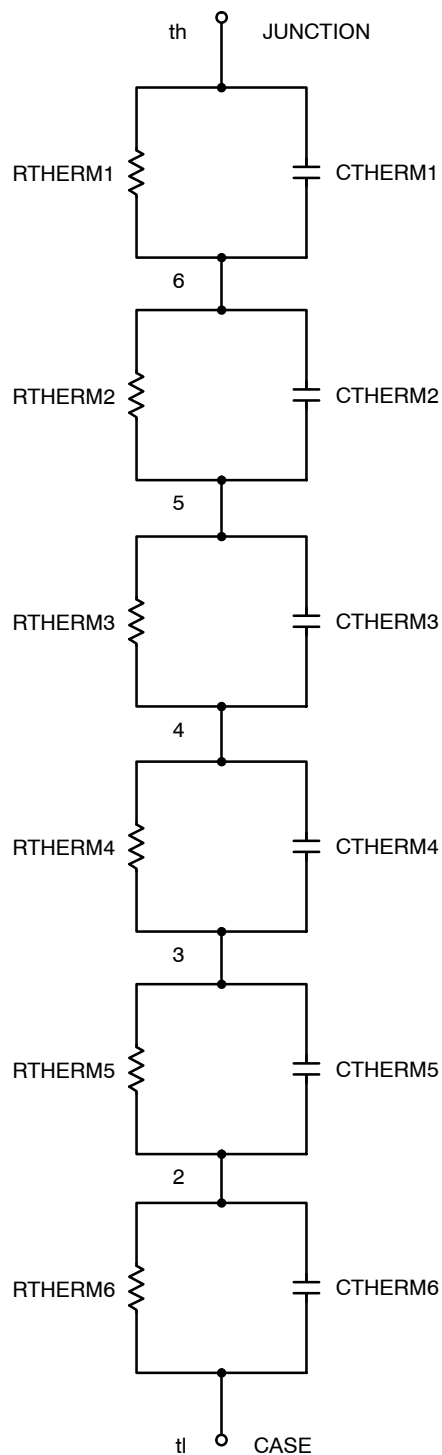 th JUNCTION
RTHERM1 CTHERM1
6
RTHERM2 CTHERM2
5
RTHERM3 CTHERM3
4
RTHERM4 CTHERM4
3
RTHERM5 CTHERM5
2
RTHERM6 CTHERM6
tl CASE